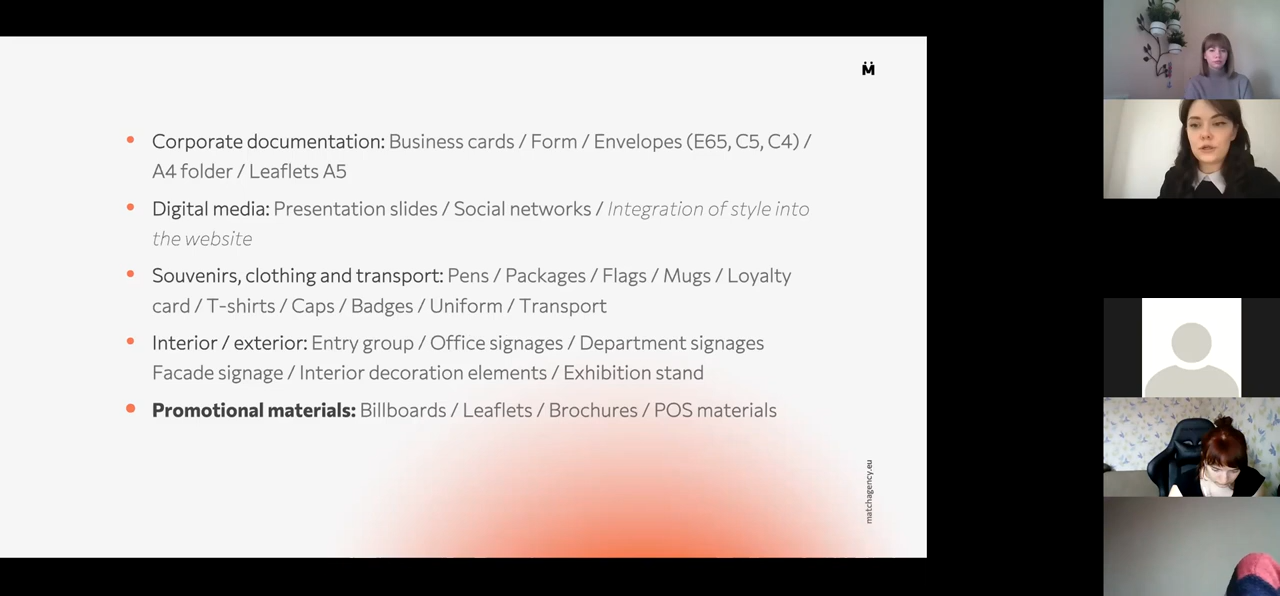 M̈
Corporate documentation: Business cards / Form / Envelopes (E65, C5, C4) /
A4 folder / Leaflets A5
Digital media: Presentation slides / Social networks / Integration of style into
the website
Souvenirs, clothing and transport: Pens / Packages / Flags / Mugs / Loyalty
card / T-shirts / Caps / Badges / Uniform / Transport
Interior / exterior: Entry group / Office signages / Department signages
Facade signage / Interior decoration elements / Exhibition stand
Promotional materials: Billboards / Leaflets / Brochures / POS materials
matchagency.eu